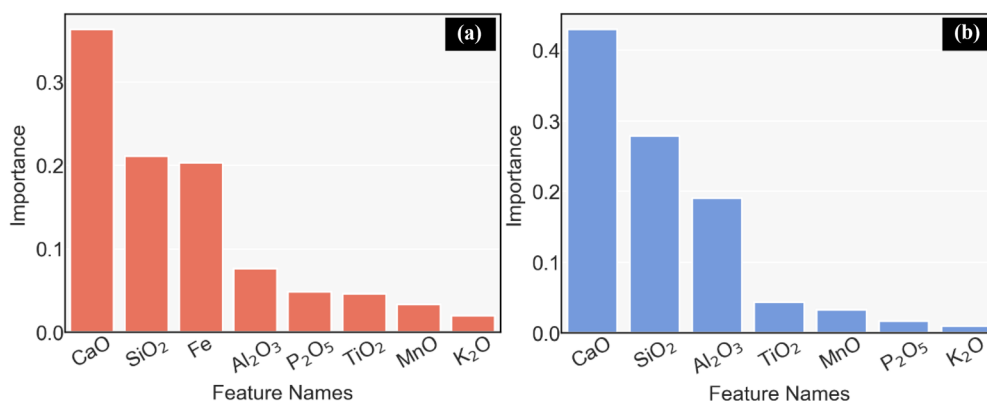 (a)
Importance
0.3
0.2
0.1
0.0
CaO SiO₂ Fe Al₂O₃ P₂O₅ TiO₂ MnO K₂O
Feature Names
(b)
Importance
0.4
0.3
0.2
0.1
0.0
CaO SiO₂ Al₂O₃ TiO₂ MnO P₂O₅ K₂O
Feature Names